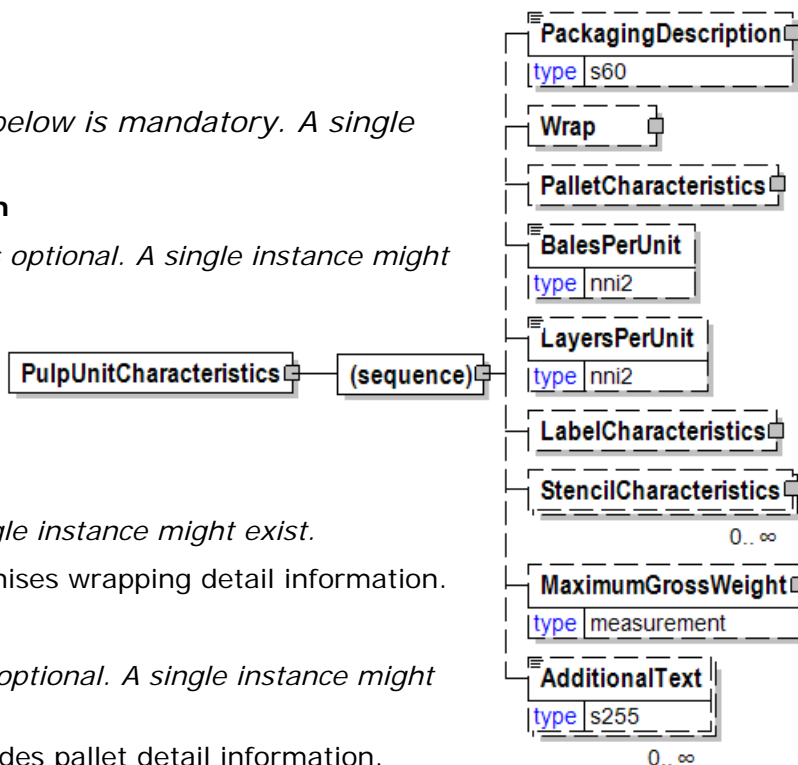 below is mandatory. A single
optional. A single instance might
gle instance might exist.
wrapping detail information.
optional. A single instance might
pallet detail information.
PulpUnitCharacteristics
(sequence)
PackagingDescription
type s60
Wrap
PalletCharacteristics
BalesPerUnit
type nni2
LayersPerUnit
type nni2
LabelCharacteristics
StencilCharacteristics
0..∞
MaximumGrossWeight
type measurement
AdditionalText
type s255
0..∞